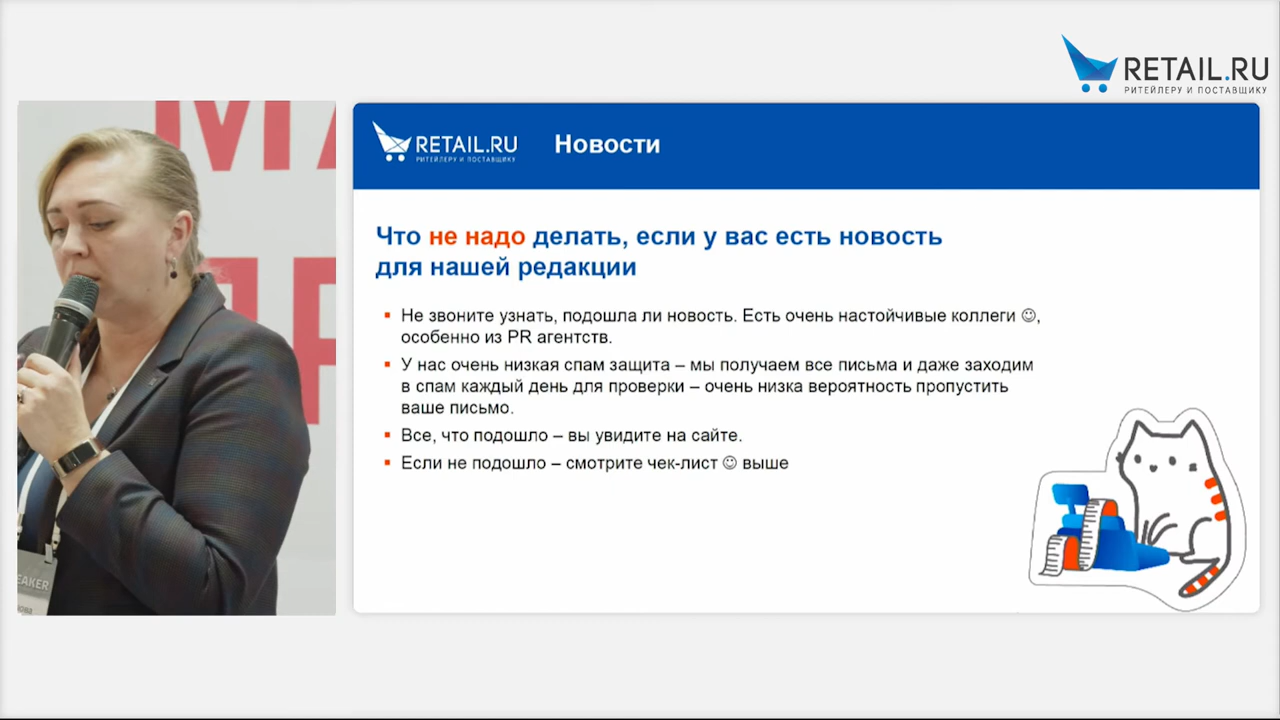 RETAIL.RU
РИТЕЙЛЕРУ И ПОСТАВЩИКУ
RETAIL.RU
РИТЕЙЛЕРУ И ПОСТАВЩИКУ
Новости
Что не надо делать, если у вас есть новость
для нашей редакции
▪ Не звоните узнать, подошла ли новость. Есть очень настойчивые коллеги ☺,
особенно из PR агентств.
▪ У нас очень низкая спам защита – мы получаем все письма и даже заходим
в спам каждый день для проверки – очень низка вероятность пропустить
ваше письмо.
▪ Все, что подошло – вы увидите на сайте.
▪ Если не подошло – смотрите чек-лист ☺ выше